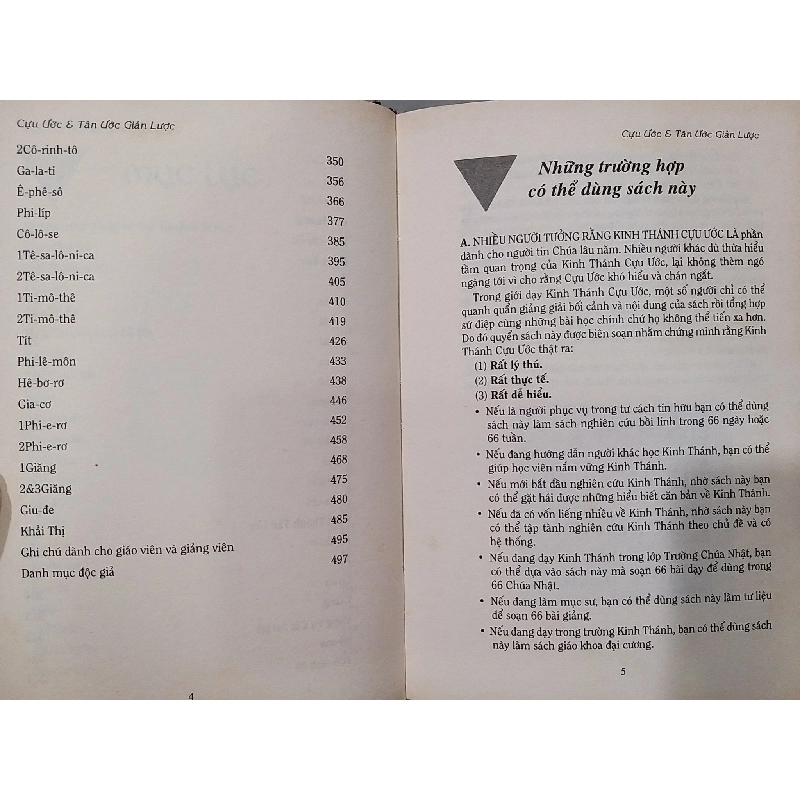 Cựu Ước & Tân Ước Giản Lược
2Cô-rinh-tô 350
Ga-la-ti 356
Ê-phê-sô 366
Phi-líp 377
Cô-lô-se 385
1Tê-sa-lô-ni-ca 395
2Tê-sa-lô-ni-ca 405
1Ti-mô-thê 410
2Ti-mô-thê 419
Tít 426
Phi-lê-môn 433
Hê-bơ-rơ 438
Gia-cơ 446
1Phi-e-rơ 452
2Phi-e-rơ 458
1Giăng 468
2&3Giăng 475
Giu-đe 480
Khải Thị 485
Ghi chú dành cho giáo viên và giảng viên 495
Danh mục độc giả 497
4
Cựu Ước & Tân Ước Giản Lược
Những trường hợp
có thể dùng sách này
A. NHIỀU NGƯỜI TƯỞNG RẰNG KINH THÁNH CỰU ƯỚC LÀ phần
dành cho người tin Chúa lâu năm. Nhiều người khác dù thừa hiểu
tầm quan trọng của Kinh Thánh Cựu Ước, lại không thèm ngó
ngàng tới vì cho rằng Cựu Ước khó hiểu và chán ngắt.
Trong giới dạy Kinh Thánh Cựu Ước, một số người chỉ có thể
quanh quẩn giảng giải bối cảnh và nội dung của sách rồi tổng hợp
sứ điệp cùng những bài học chính chứ họ không thể tiến xa hơn.
Do đó quyển sách này được biên soạn nhằm chứng minh rằng Kinh
Thánh Cựu Ước thật ra:
(1) Rất lý thú.
(2) Rất thực tế.
(3) Rất dễ hiểu.
• Nếu là người phục vụ trong tư cách tín hữu bạn có thể dùng
sách này làm sách nghiên cứu bồi linh trong 66 ngày hoặc
66 tuần.
• Nếu đang hướng dẫn người khác học Kinh Thánh, bạn có thể
giúp học viên nắm vững Kinh Thánh.
• Nếu mới bắt đầu nghiên cứu Kinh Thánh, nhờ sách này bạn
có thể gặt hái được những hiểu biết căn bản về Kinh Thánh.
• Nếu đã có vốn liếng nhiều về Kinh Thánh, nhờ sách này bạn
có thể tập tành nghiên cứu Kinh Thánh theo chủ đề và có
hệ thống.
• Nếu đang dạy Kinh Thánh trong lớp Trường Chúa Nhật, bạn
có thể dựa vào sách này mà soạn 66 bài dạy để dùng trong
66 Chúa Nhật.
• Nếu đang làm mục sư, bạn có thể dùng sách này làm tư liệu
để soạn 66 bài giảng.
• Nếu đang dạy trong trường Kinh Thánh, bạn có thể dùng sách
này làm sách giáo khoa đại cương.
5